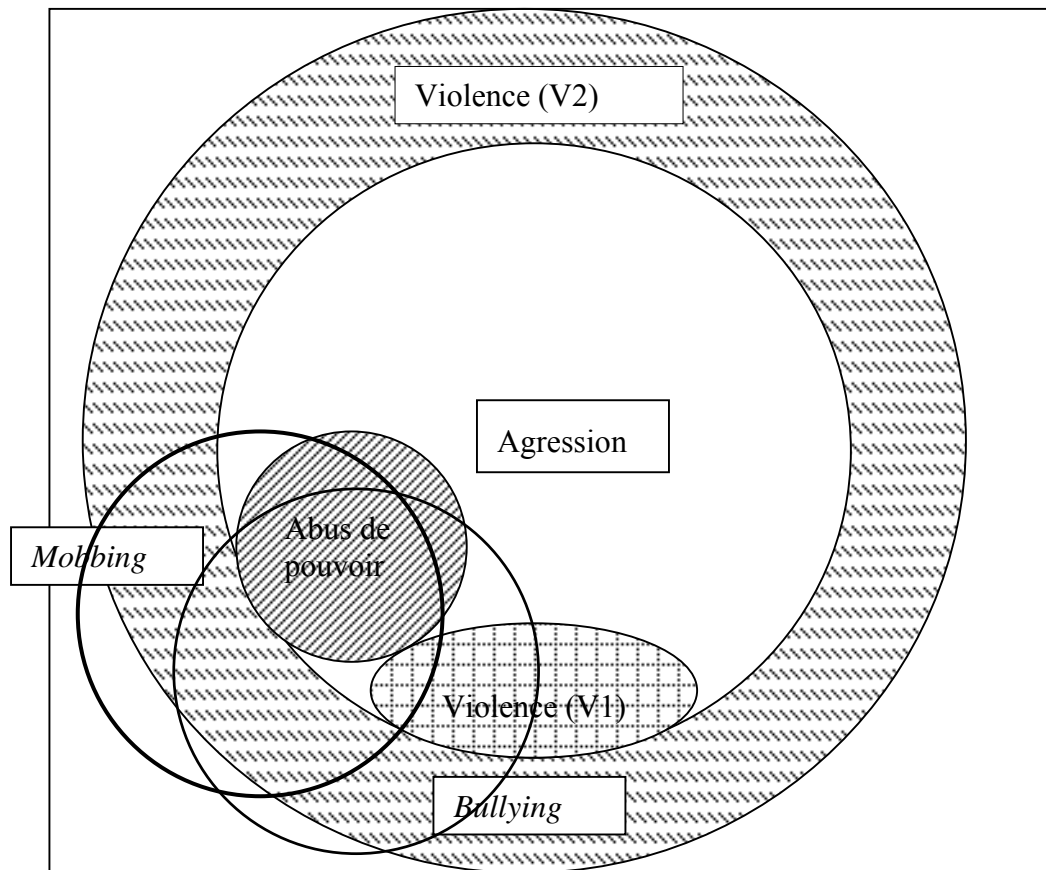 Violence (V2)
Agression
Abus de
pouvoir
Mobbing
Violence (V1)
Bullying